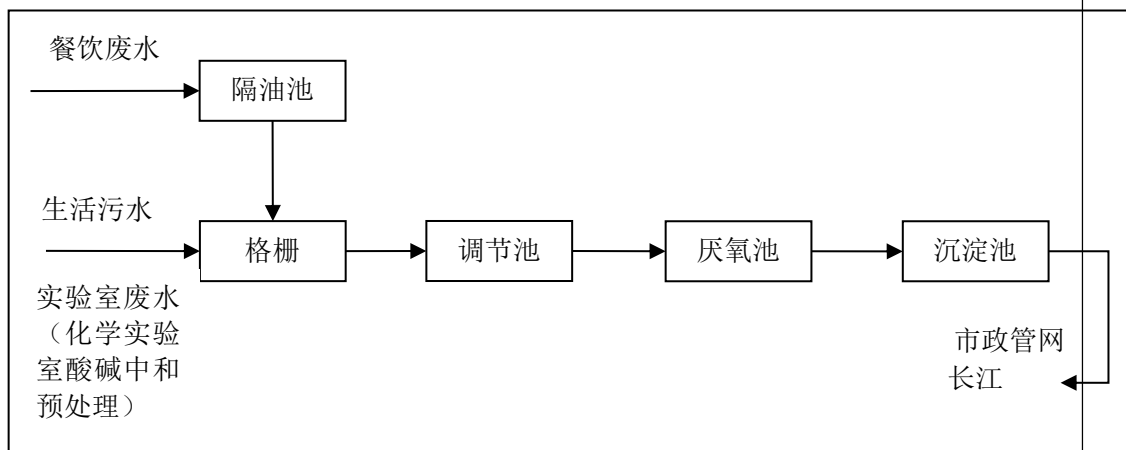 餐饮废水
隔油池
生活污水
格栅
调节池
厌氧池
沉淀池
实验室废水
（化学实验
室酸碱中和
预处理）
市政管网
长江